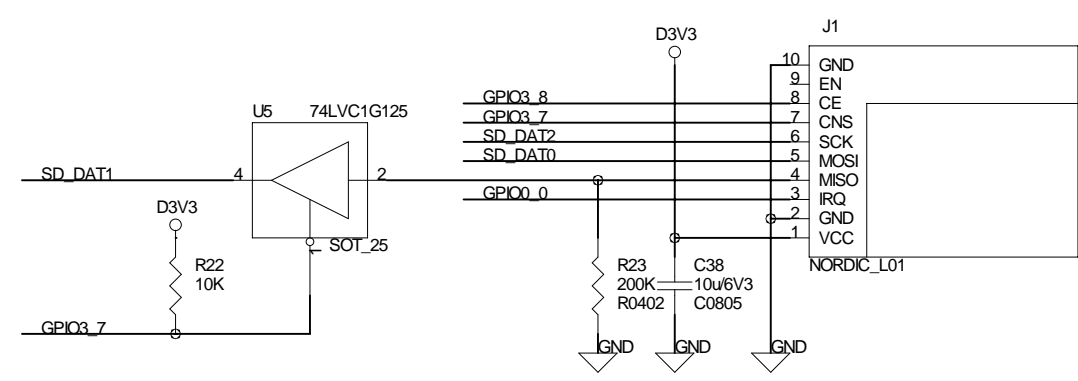 J1
D3V3
10 GND
9 EN
U5 74LVC1G125
GPIO3_8 8 CE
GPIO3_7 7 CNS
SD_DAT2 6 SCK
SD_DAT0 5 MOSI
SD_DAT1 4 2 4 MISO
GPIO0_0 3 IRQ
D3V3
2 GND
1 VCC
1 SOT_25
NORDIC_L01
R22
10K
R23
200K
R0402
C38
10u/6V3
C0805
GPIO3_7
GND
GND
GND